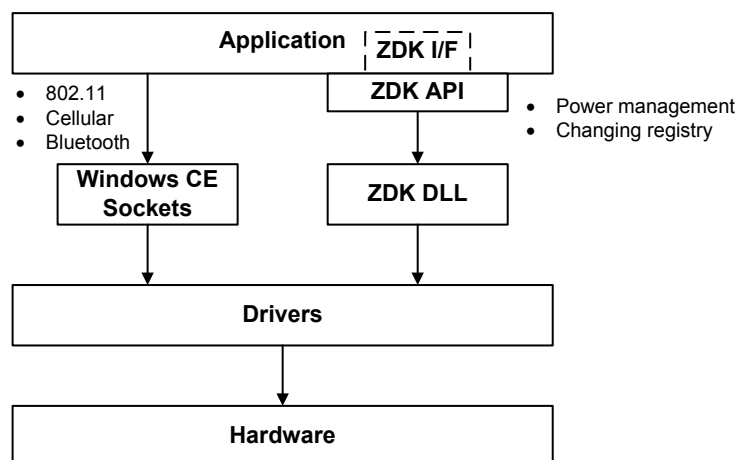 Application
ZDK I/F
ZDK API
• 802.11
• Cellular
• Bluetooth
• Power management
• Changing registry
Windows CE
Sockets
ZDK DLL
Drivers
Hardware